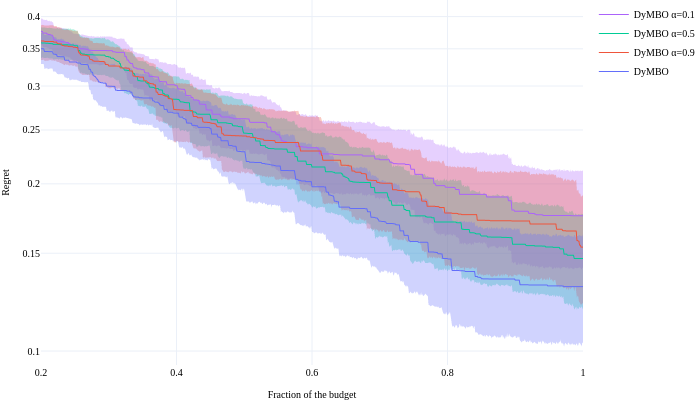 0.4
0.35
0.3
0.25
0.2
0.15
0.1
Regret
0.2
0.4
0.6
0.8
1
Fraction of the budget
DyMBO α=0.1
DyMBO α=0.5
DyMBO α=0.9
DyMBO